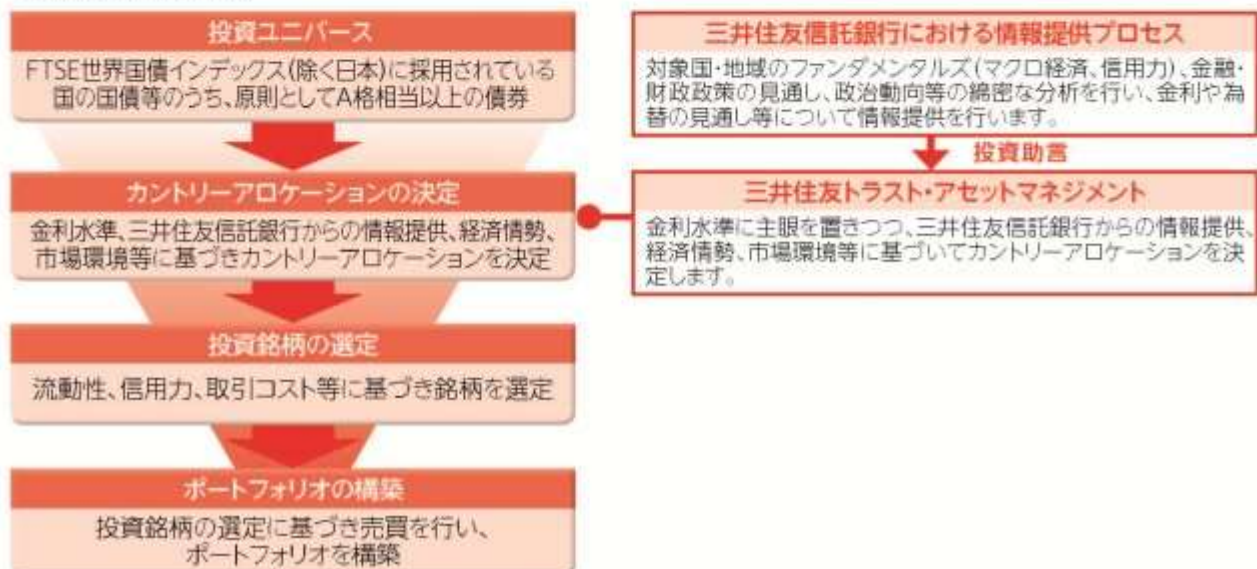 投資ユニバース
FTSE世界国債インデックス(除く日本)に採用されている
国の国債等のうち、原則としてA格相当以上の債券
カントリーアロケーションの決定
金利水準、三井住友信託銀行からの情報提供、経済情勢、
市場環境等に基づきカントリーアロケーションを決定
投資銘柄の選定
流動性、信用力、取引コスト等に基づき銘柄を選定
ポートフォリオの構築
投資銘柄の選定に基づき売買を行い、
ポートフォリオを構築
三井住友信託銀行における情報提供プロセス
対象国・地域のファンダメンタルズ(マクロ経済、信用力)、金融・
財政政策の見通し、政治動向等の綿密な分析を行い、金利や為
替の見通し等について情報提供を行います。
投資助言
三井住友トラスト・アセットマネジメント
金利水準に主眼を置きつつ、三井住友信託銀行からの情報提供、
経済情勢、市場環境等に基づいてカントリーアロケーションを決
定します。